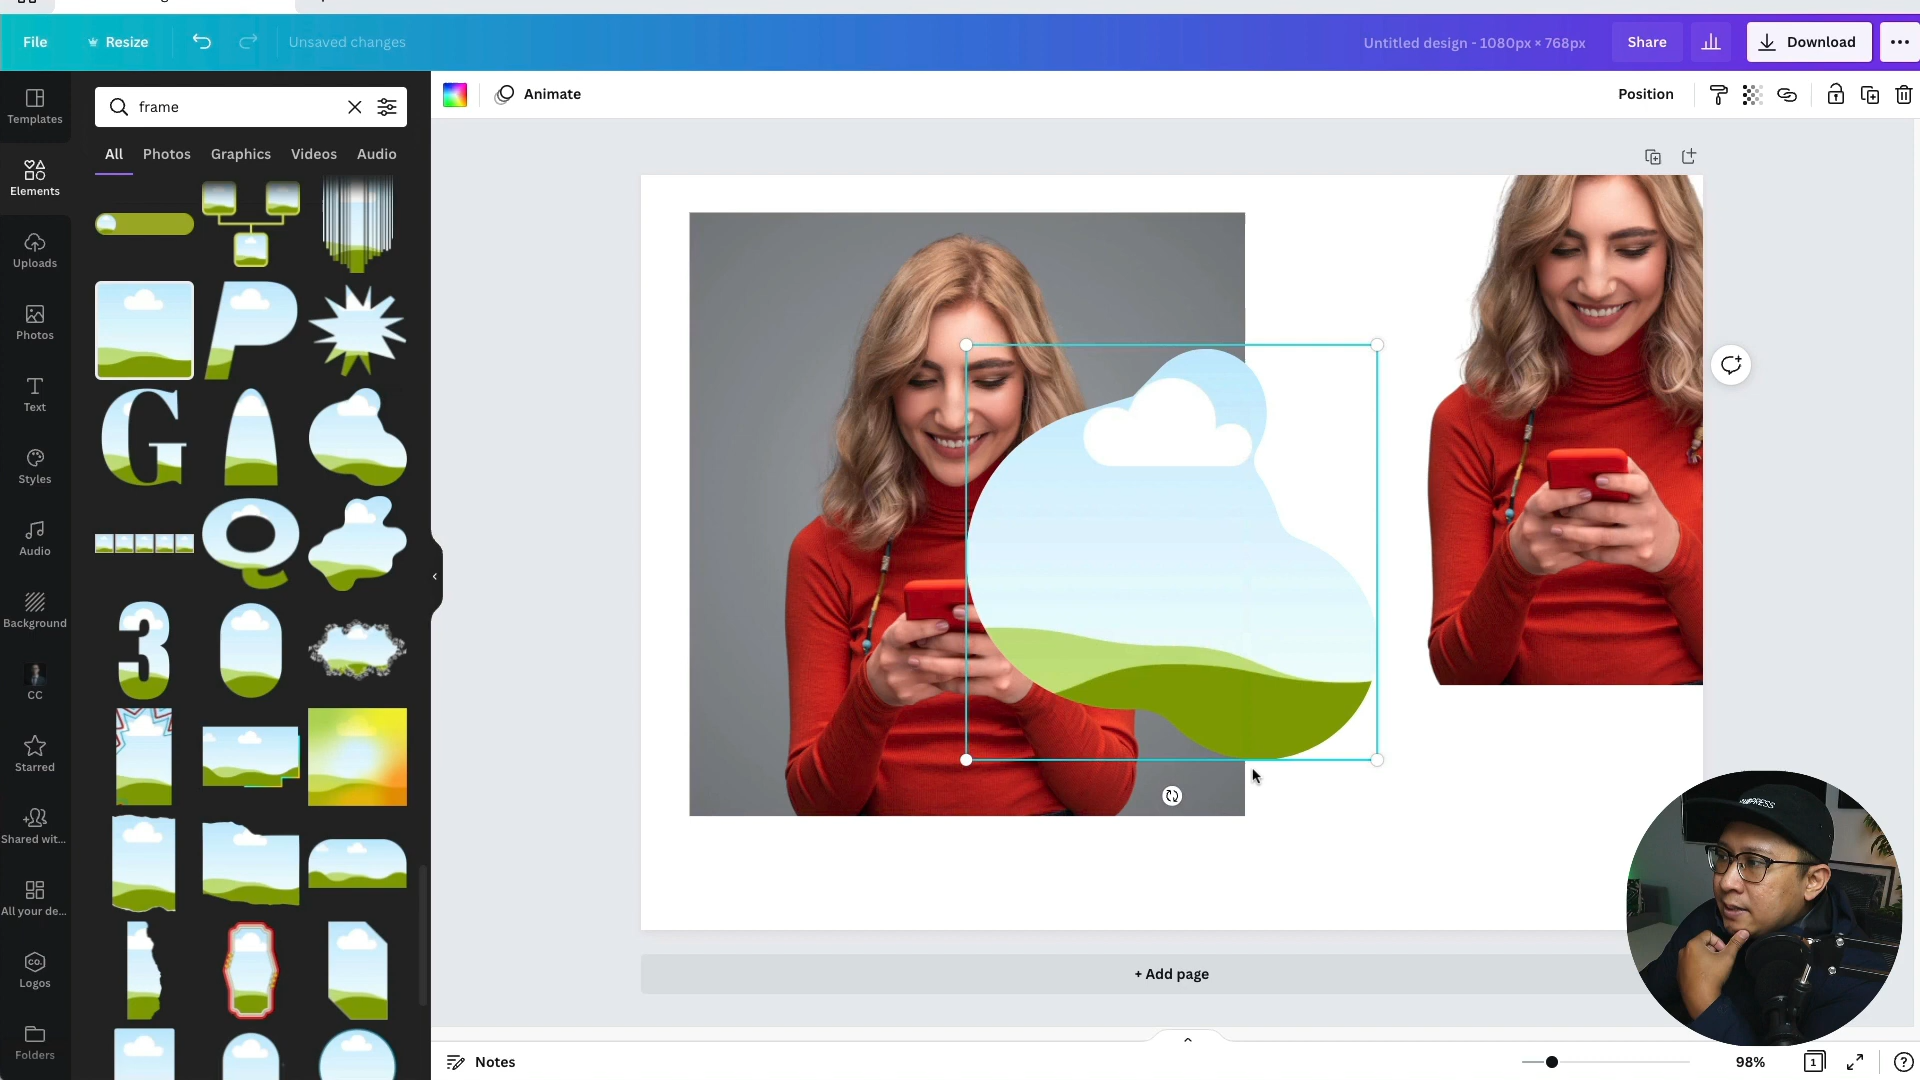 File
Resize
Unsaved changes
Untitled design - 1080px × 768px
Share
Download
frame
Animate
Position
Templates
All
Photos
Graphics
Videos
Audio
Elements
Uploads
Photos
Text
Styles
Audio
Background
CC
Starred
Shared wit...
All your de...
Logos
Folders
P
G
Q
3
+ Add page
Notes
98%
1